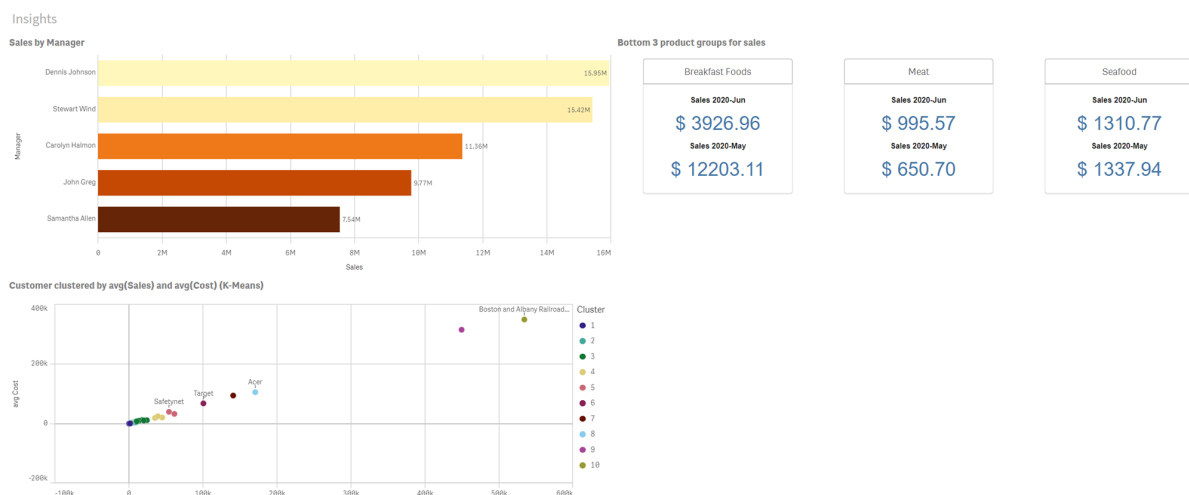 Insights
Sales by Manager
Dennis Johnson
15.95M
Stewart Wind
15.42M
Carolyn Halmon
11.36M
John Greg
9.77M
Samantha Allen
7.54M
Manager
0 2M 4M 6M 8M 10M 12M 14M 16M
Sales
Bottom 3 product groups for sales
Breakfast Foods
Sales 2020-Jun
$ 3926.96
Sales 2020-May
$ 12203.11
Meat
Sales 2020-Jun
$ 995.57
Sales 2020-May
$ 650.70
Seafood
Sales 2020-Jun
$ 1310.77
Sales 2020-May
$ 1337.94
Customer clustered by avg(Sales) and avg(Cost) (K-Means)
400k
200k
0
-200k
avg Cost
Boston and Albany Railroad...
Acer
Target
Safetynet
-100k 0 100k 200k 300k 400k 500k 600k
Cluster
1
2
3
4
5
6
7
8
9
10